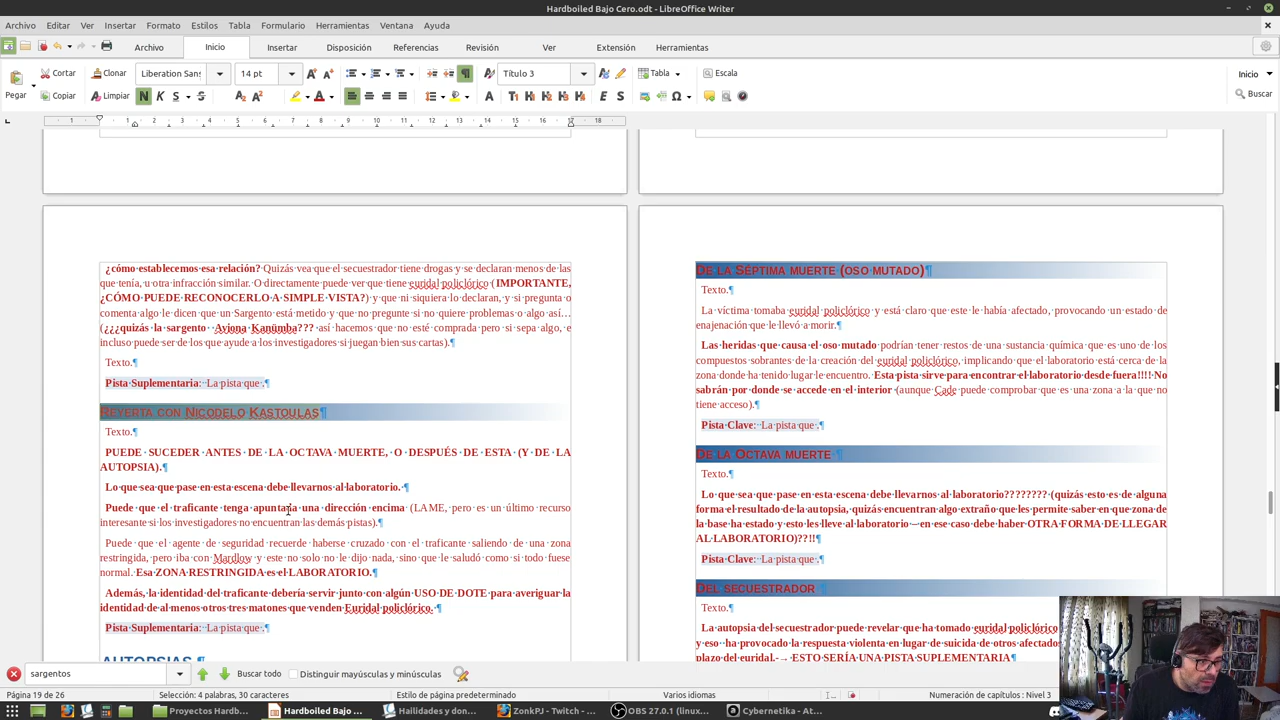 Hardboiled Bajo Cero.odt - LibreOffice Writer
Archivo Editar Ver Insertar Formato Estilos Tabla Formulario Herramientas Ventana Ayuda
Archivo Inicio Insertar Disposición Referencias Revisión Ver Extensión Herramientas
Cortar Clonar Liberation Sans 14 pt Título 3 Tabla Escala Inicio
Pegar Copiar Limpiar Buscar
1 1 2 3 4 5 6 7 8 9 10 11 12 13 14 15 16 18
¿cómo establecemos esa relación? Quizás vea que el secuestrador tiene drogas y se declaran menos de las
que tenía, u otra infracción similar. O directamente puede ver que tiene euridal policlórico (IMPORTANTE,
¿CÓMO PUEDE RECONOCERLO A SIMPLE VISTA?) y que ni siquiera lo declaran, y si pregunta o
comenta algo le dicen que un Sargento está metido y que no pregunte si no quiere problemas o algo así…
(¿¿¿quizás la sargento Aviona Kanümba??? así hacemos que no esté comprada pero si sepa algo, e
incluso puede ser de los que ayuda a los investigadores si juegan bien sus cartas).¶
Texto.¶
Pista Suplementaria: La pista que .¶
Reyerta con Nicodelo Kastoulas¶
Texto.¶
PUEDE SUCEDER ANTES DE LA OCTAVA MUERTE, O DESPUÉS DE ESTA (Y DE LA
AUTOPSIA).¶
Lo que sea que pase en esta escena debe llevarnos al laboratorio. ¶
Puede que el traficante tenga apuntada una dirección encima (LAME, pero es un último recurso
interesante si los investigadores no encuentran las demás pistas).¶
Puede que el agente de seguridad recuerde haberse cruzado con el traficante saliendo de una zona
restringida, pero iba con Mardlow y este no solo no le dijo nada, sino que le saludó como si todo fuese
normal. Esa ZONA RESTRINGIDA es el LABORATORIO.¶
Además, la identidad del traficante debería servir junto con algún USO DE DOTE para averiguar la
identidad de al menos otros tres matones que venden Euridal policlórico. ¶
Pista Suplementaria: La pista que .¶
AUTOPSIAS ¶
De la Séptima muerte (oso mutado)¶
Texto.¶
La víctima tomaba euridal policlórico y está claro que este le había afectado, provocando un estado de
enajenación que le llevó a morir.¶
Las heridas que causa el oso mutado podrían tener restos de una sustancia química que es uno de los
compuestos sobrantes de la creación del euridal policlórico, implicando que el laboratorio está cerca de la
zona donde ha tenido lugar le encuentro. Esta pista sirve para encontrar el laboratorio desde fuera!!!! No
sabrán por donde se accede en el interior (aunque Cade puede comprobar que es una zona a la que no
tiene acceso).¶
Pista Clave: La pista que .¶
De la Octava muerte ¶
Texto.¶
Lo que sea que pase en esta escena debe llevarnos al laboratorio???????? (quizás esto es de alguna
forma el resultado de la autopsia, quizás encuentran algo extraño que les permite saber en que zona de
la base ha estado y esto les lleve al laboratorio – en ese caso debe haber OTRA FORMA DE LLEGAR
AL LABORATORIO)??!!¶
Pista Clave: La pista que .¶
Del secuestrador ¶
Texto.¶
La autopsia del secuestrador puede revelar que ha tomado euridal policlórico
y eso ha provocado la respuesta violenta en lugar de suicida de otros afectados
plazo del euridal. → ESTO SERÍA UNA PISTA SUPLEMENTARIA¶
sargentos Buscar todo Distinguir mayúsculas y minúsculas
Página 19 de 26 Selección: 4 palabras, 30 caracteres Estilo de página predeterminado Varios idiomas Numeración de capítulos : Nivel 3
Proyectos Hardb... Hardboiled Bajo ... Hailidades y don... ZonkPJ - Twitch - ... OBS 27.0.1 (linux... Cybernetika - At...